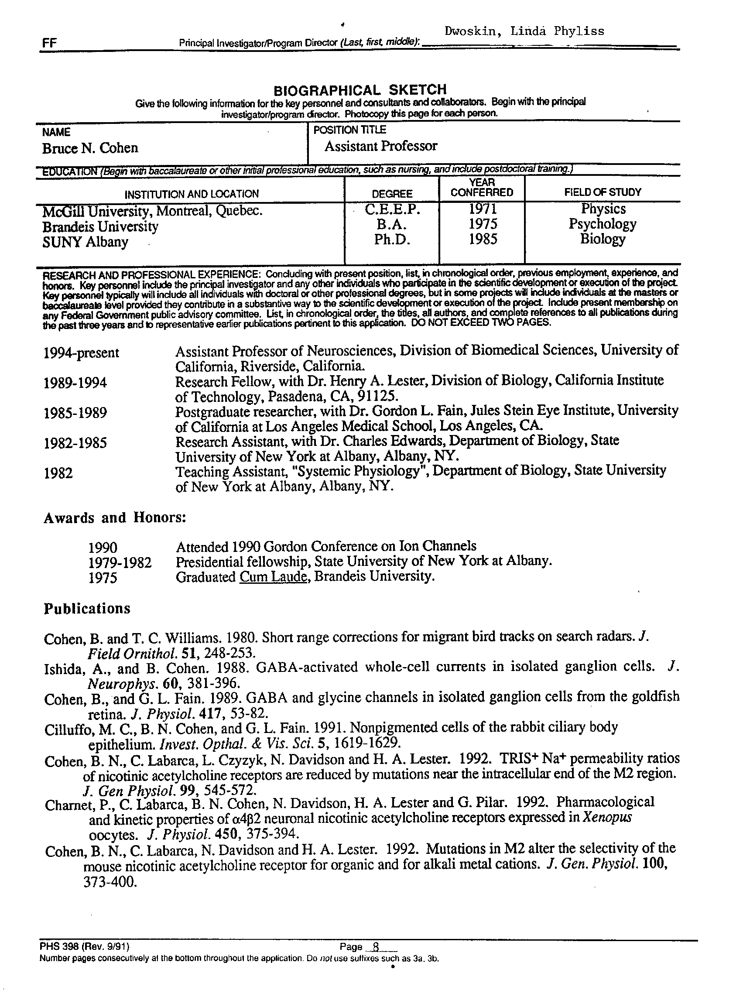 Dwoskin, Linda Phyliss
FF Principal Investigator/Program Director (Last, first, middle):
BIOGRAPHICAL SKETCH
Give the following information for the key personnel and consultants and collaborators. Begin with the principal
investigator/program director. Photocopy this page for each person.
NAME POSITION TITLE
Bruce N. Cohen Assistant Professor
EDUCATION (Begin with baccalaureate or other initial professional education, such as nursing, and include postdoctoral training.)
INSTITUTION AND LOCATION DEGREE YEAR CONFERRED FIELD OF STUDY
McGill University, Montreal, Quebec. C.E.E.P. 1971 Physics
Brandeis University B.A. 1975 Psychology
SUNY Albany Ph.D. 1985 Biology
RESEARCH AND PROFESSIONAL EXPERIENCE: Concluding with present position, list, in chronological order, previous employment, experience, and
honors. Key personnel include the principal investigator and any other individuals who participate in the scientific development or execution of the project.
Key personnel typically will include all individuals with doctoral or other professional degrees, but in some projects will include individuals at the masters or
baccalaureate level provided they contribute in a substantive way to the scientific development or execution of the project. Include present membership on
any Federal Government public advisory committee. List, in chronological order, the titles, all authors, and complete references to all publications during
the past three years and to representative earlier publications pertinent to this application. DO NOT EXCEED TWO PAGES.
1994-present Assistant Professor of Neurosciences, Division of Biomedical Sciences, University of
California, Riverside, California.
1989-1994 Research Fellow, with Dr. Henry A. Lester, Division of Biology, California Institute
of Technology, Pasadena, CA, 91125.
1985-1989 Postgraduate researcher, with Dr. Gordon L. Fain, Jules Stein Eye Institute, University
of California at Los Angeles Medical School, Los Angeles, CA.
1982-1985 Research Assistant, with Dr. Charles Edwards, Department of Biology, State
University of New York at Albany, Albany, NY.
1982 Teaching Assistant, "Systemic Physiology", Department of Biology, State University
of New York at Albany, Albany, NY.
Awards and Honors:
1990 Attended 1990 Gordon Conference on Ion Channels
1979-1982 Presidential fellowship, State University of New York at Albany.
1975 Graduated Cum Laude, Brandeis University.
Publications
Cohen, B. and T. C. Williams. 1980. Short range corrections for migrant bird tracks on search radars. J.
Field Ornithol. 51, 248-253.
Ishida, A., and B. Cohen. 1988. GABA-activated whole-cell currents in isolated ganglion cells. J.
Neurophys. 60, 381-396.
Cohen, B., and G. L. Fain. 1989. GABA and glycine channels in isolated ganglion cells from the goldfish
retina. J. Physiol. 417, 53-82.
Cilluffo, M. C., B. N. Cohen, and G. L. Fain. 1991. Nonpigmented cells of the rabbit ciliary body
epithelium. Invest. Opthal. & Vis. Sci. 5, 1619-1629.
Cohen, B. N., C. Labarca, L. Czyzyk, N. Davidson and H. A. Lester. 1992. TRIS+ Na+ permeability ratios
of nicotinic acetylcholine receptors are reduced by mutations near the intracellular end of the M2 region.
J. Gen Physiol. 99, 545-572.
Charnet, P., C. Labarca, B. N. Cohen, N. Davidson, H. A. Lester and G. Pilar. 1992. Pharmacological
and kinetic properties of α4β2 neuronal nicotinic acetylcholine receptors expressed in Xenopus
oocytes. J. Physiol. 450, 375-394.
Cohen, B. N., C. Labarca, N. Davidson and H. A. Lester. 1992. Mutations in M2 alter the selectivity of the
mouse nicotinic acetylcholine receptor for organic and for alkali metal cations. J. Gen. Physiol. 100,
373-400.
PHS 398 (Rev. 9/91) Page 8
Number pages consecutively at the bottom throughout the application. Do not use suffixes such as 3a, 3b.